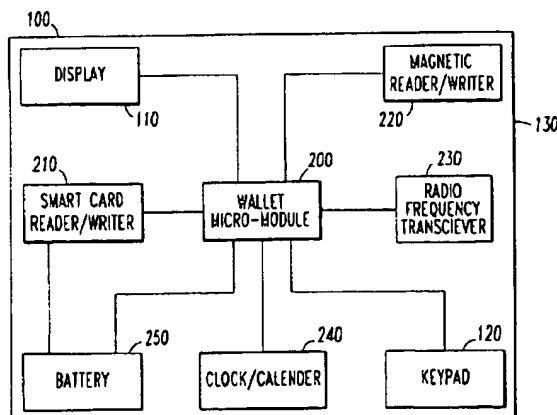 100
DISPLAY
110
MAGNETIC
READER/WRITER
220
130
210
SMART CARD
READER/WRITER
200
WALLET
MICRO-MODULE
230
RADIO
FREQUENCY
TRANSCIEVER
250
BATTERY
240
CLOCK/CALENDER
120
KEYPAD